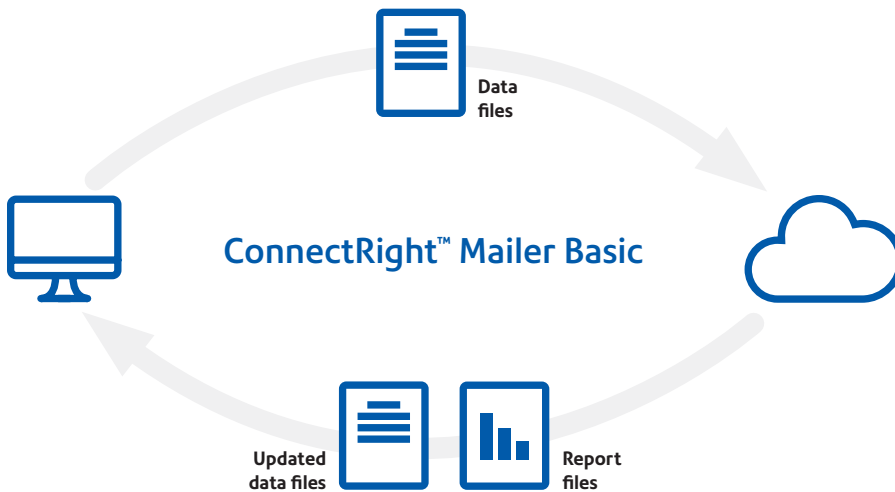 Data
files
ConnectRight™ Mailer Basic
Updated
data files
Report
files